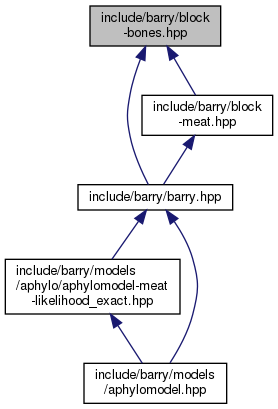 include/barry/block
-bones.hpp
include/barry/block
-meat.hpp
include/barry/barry.hpp
include/barry/models
/aphylo/aphylomodel-meat
-likelihood_exact.hpp
include/barry/models
/aphylomodel.hpp